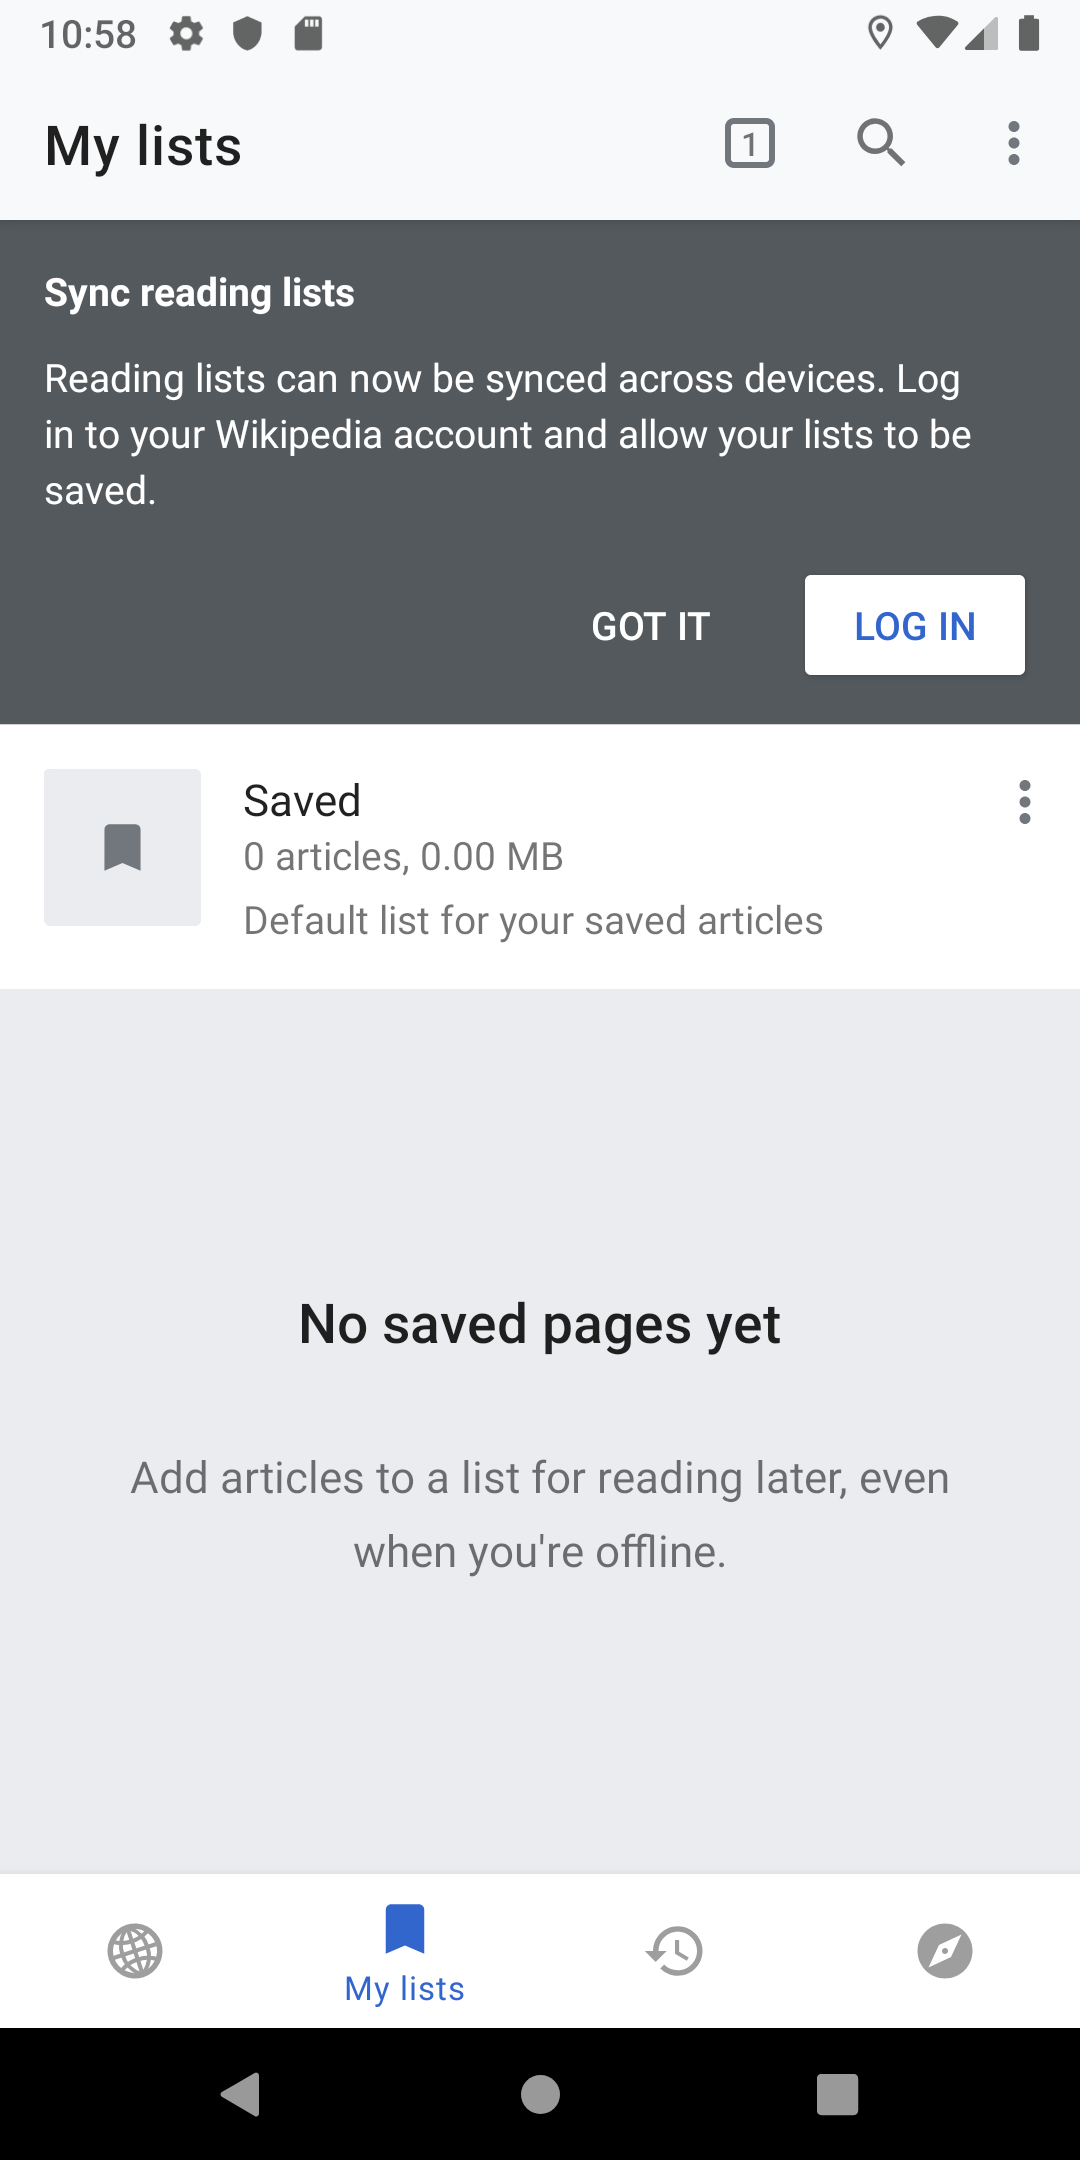 10:58
My lists
1
Sync reading lists
Reading lists can now be synced across devices. Log
in to your Wikipedia account and allow your lists to be
saved.
GOT IT
LOG IN
Saved
0 articles, 0.00 MB
Default list for your saved articles
No saved pages yet
Add articles to a list for reading later, even
when you're offline.
My lists